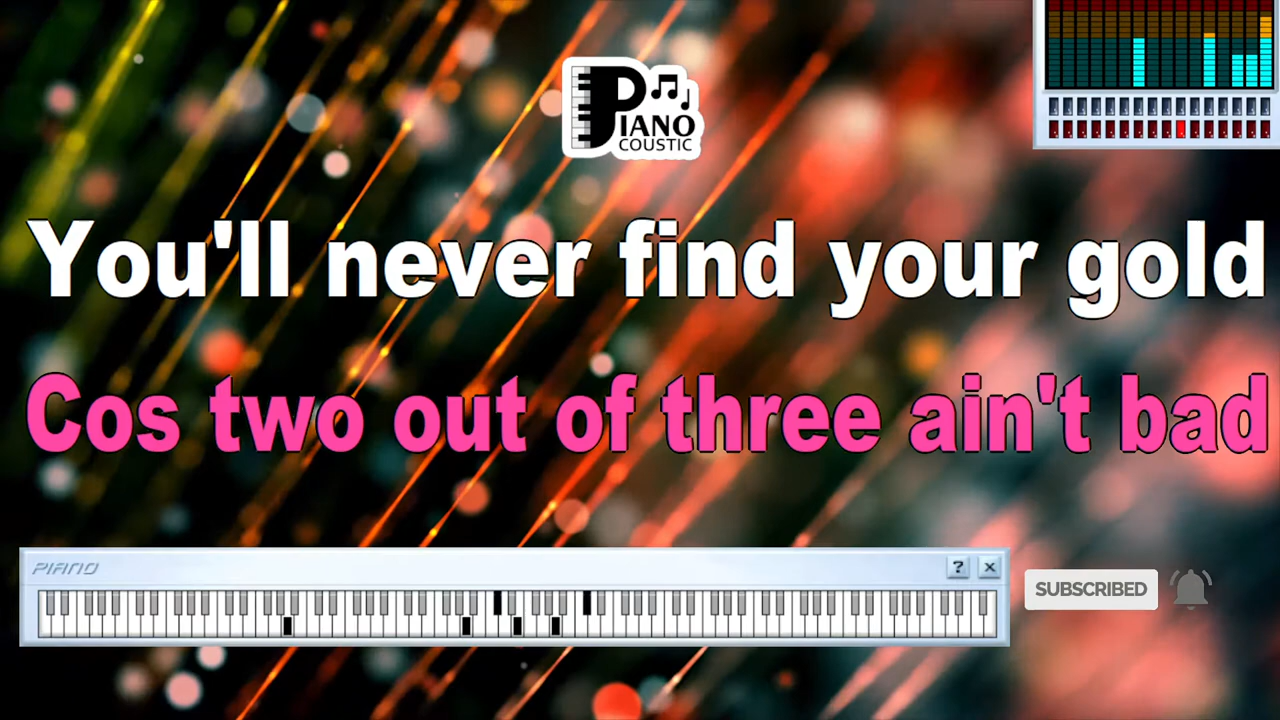 PIANO
COUSTIC
You'll never find your gold
Cos two out of three ain't bad
PIANO
?
SUBSCRIBED